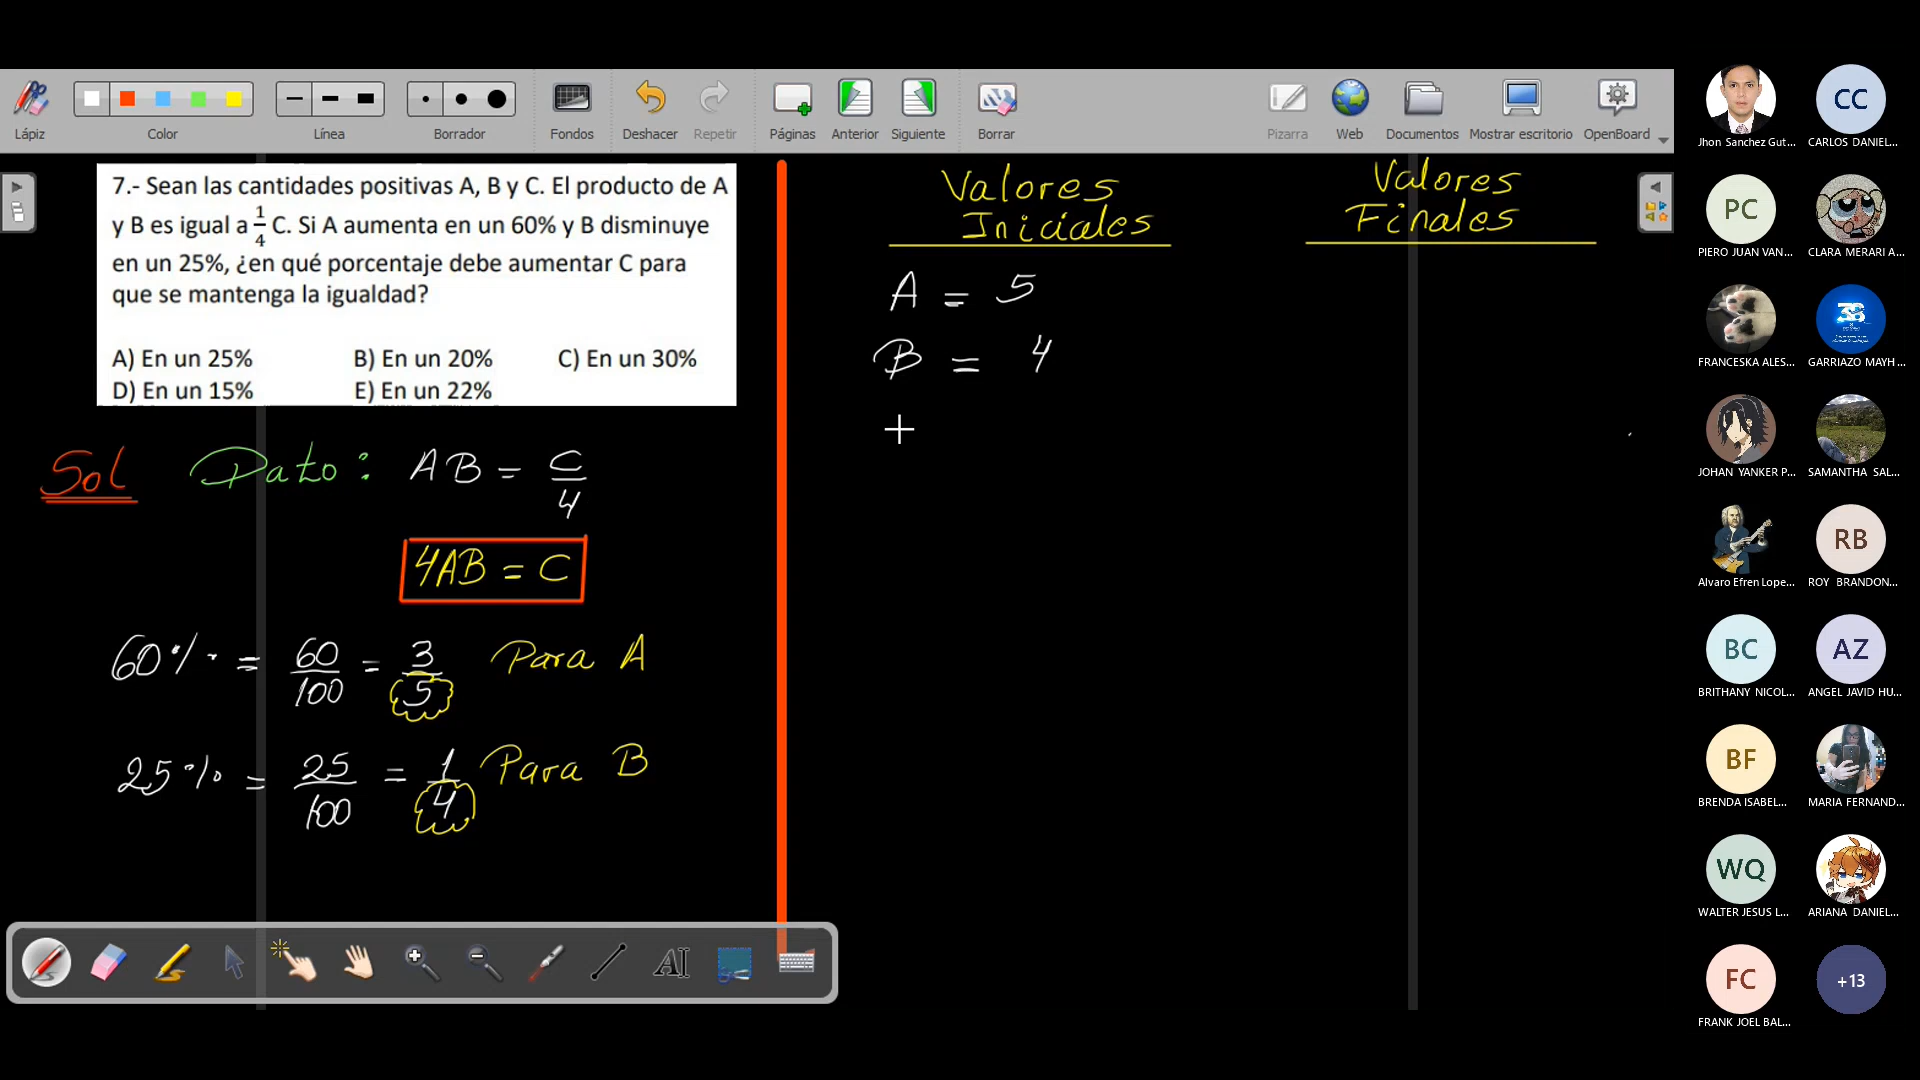 Lápiz
Color
Línea
Borrador
Fondos
Deshacer
Repetir
Páginas
Anterior
Siguiente
Borrar
Pizarra
Web
Documentos
Mostrar escritorio
OpenBoard
7.- Sean las cantidades positivas A, B y C. El producto de A
y B es igual a 1/4 C. Si A aumenta en un 60% y B disminuye
en un 25%, ¿en qué porcentaje debe aumentar C para
que se mantenga la igualdad?
A) En un 25% B) En un 20% C) En un 30%
D) En un 15% E) En un 22%
Sol Dato: AB = C/4
4AB = C
60% = 60/100 = 3/5 Para A
25% = 25/100 = 1/4 Para B
Valores
Iniciales
A = 5
B = 4
Valores
Finales
Jhon Sanchez Gut...
CC
CARLOS DANIEL...
PC
PIERO JUAN VAN...
CLARA MERARI A...
FRANCESKA ALES...
GARRIAZO MAYH...
JOHAN YANKER P...
SAMANTHA SAL...
Alvaro Efren Lope...
RB
ROY BRANDON...
BC
BRITHANY NICOL...
AZ
ANGEL JAVID HU...
BF
BRENDA ISABEL...
MARIA FERNAND...
WQ
WALTER JESUS L...
ARIANA DANIEL...
FC
FRANK JOEL BAL...
+13
AI